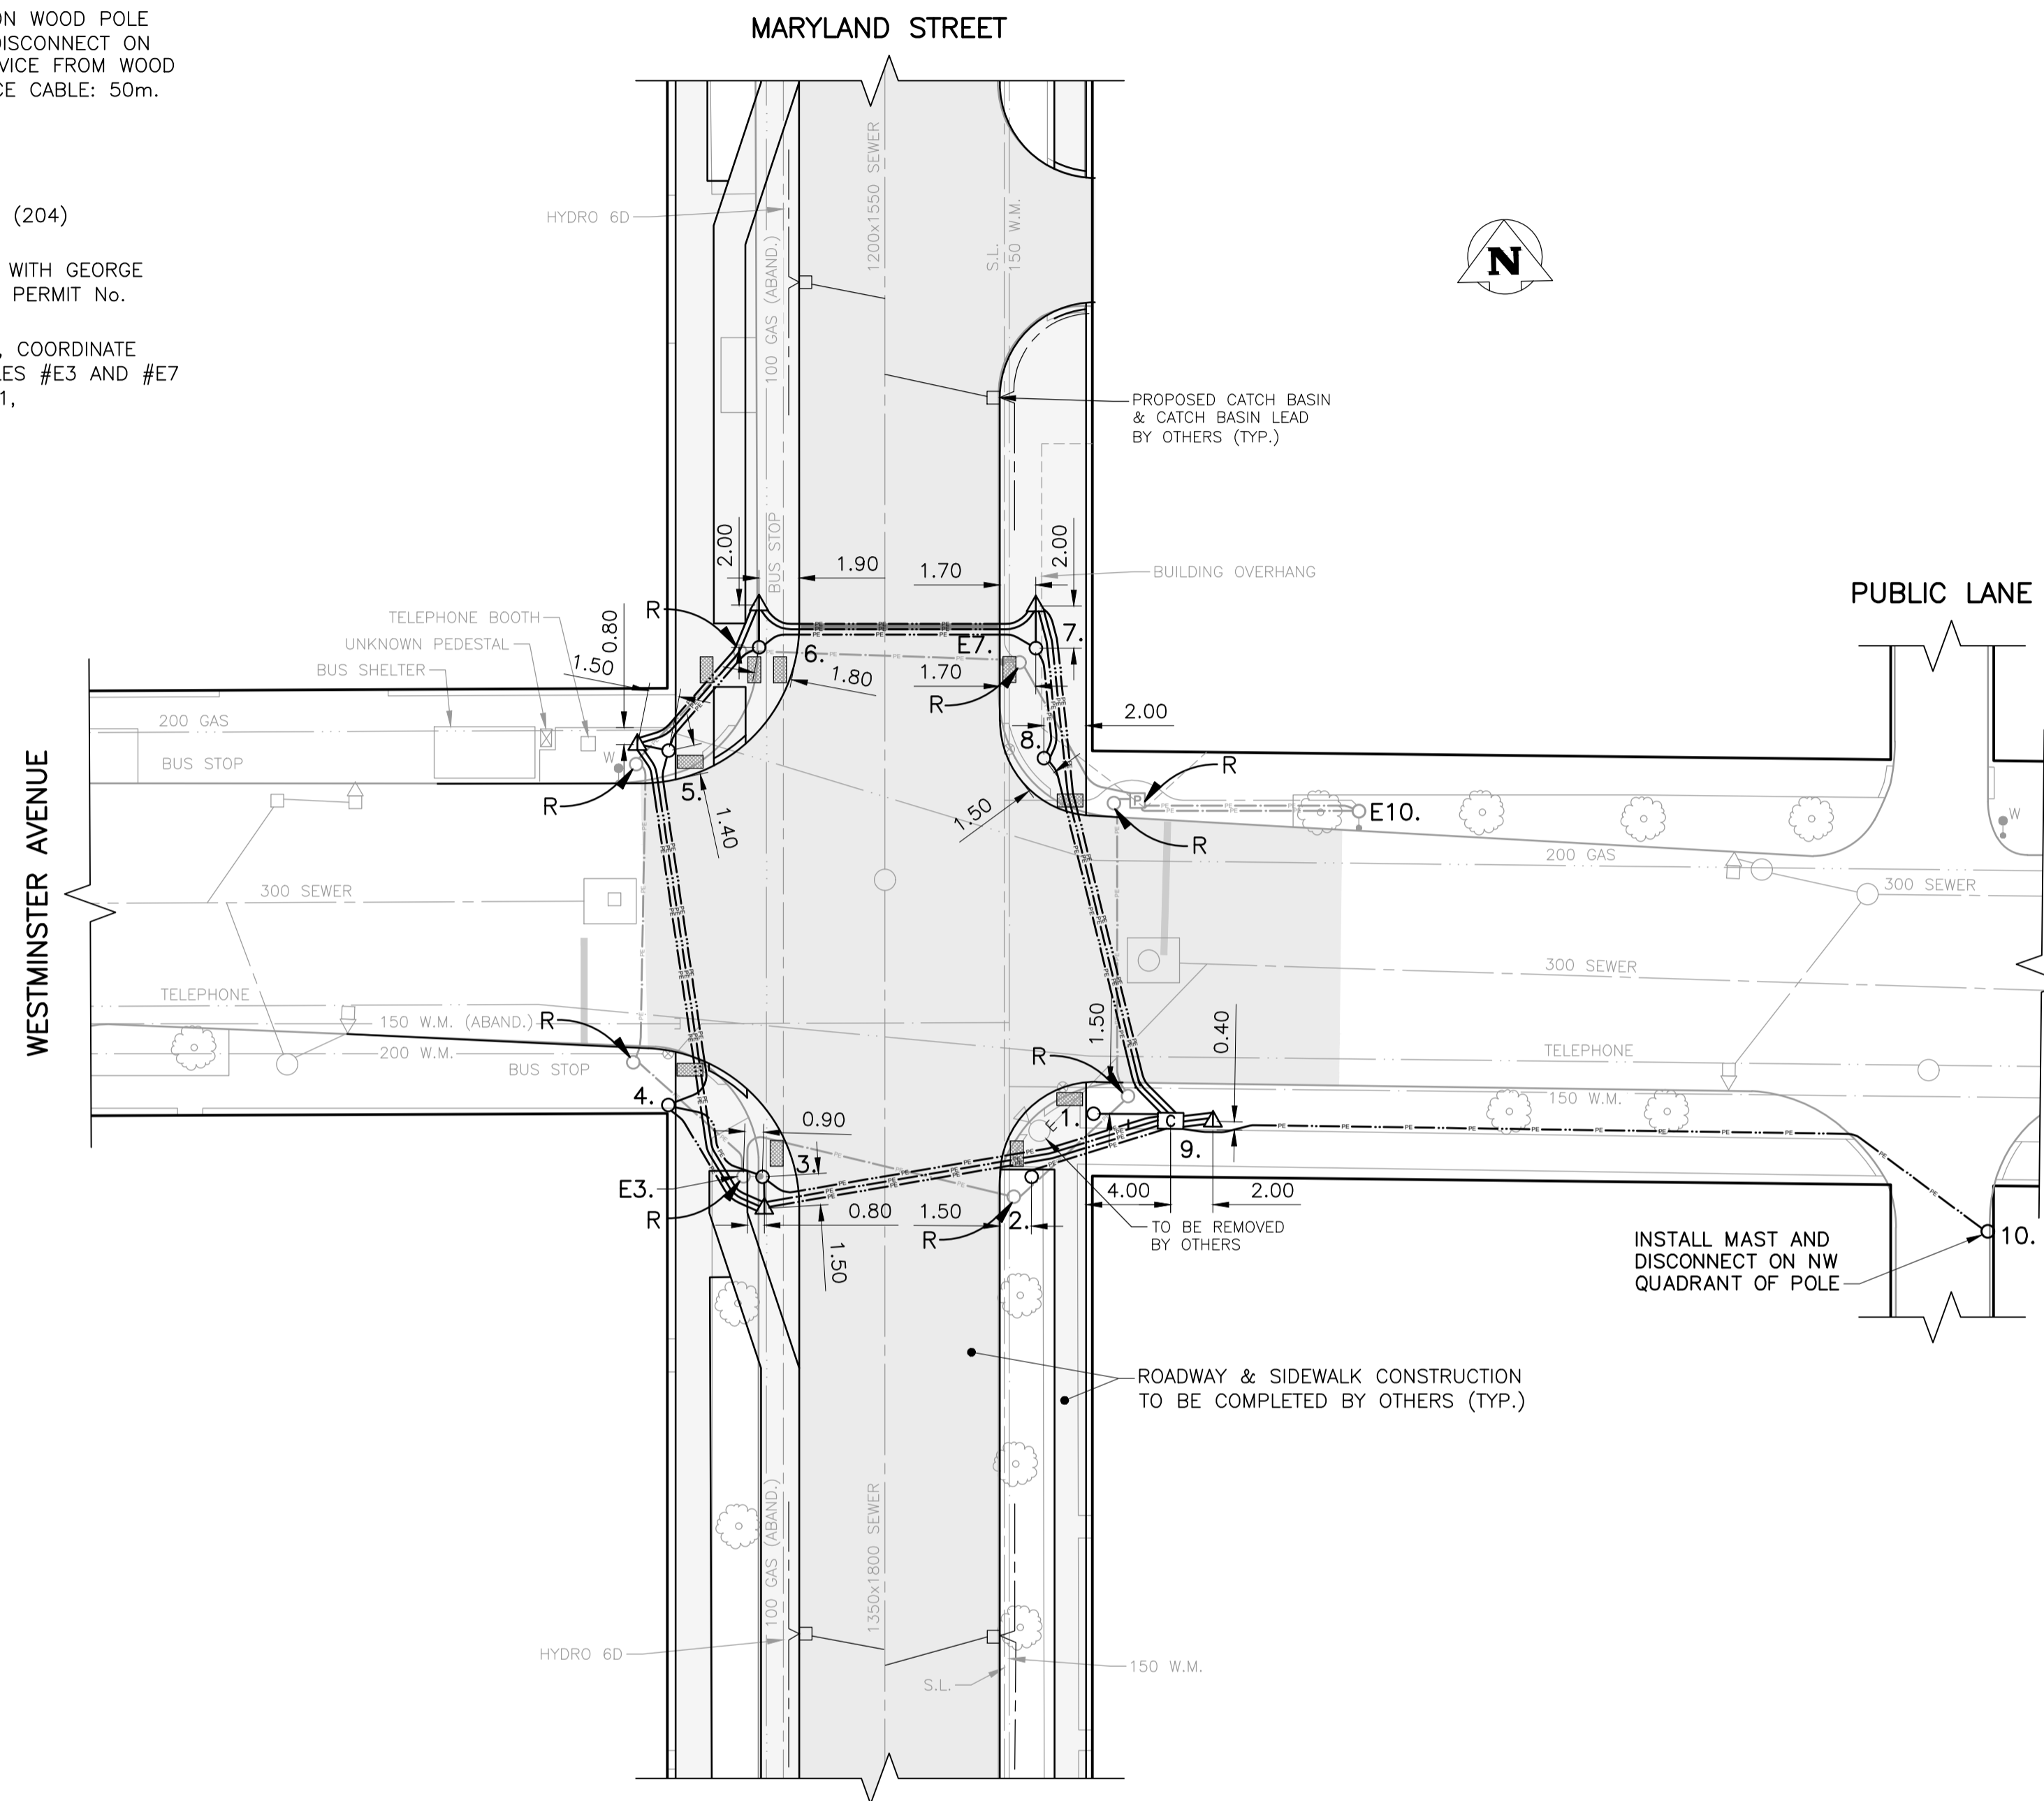 ON WOOD POLE
DISCONNECT ON
VICE FROM WOOD
CE CABLE: 50m.
(204)
WITH GEORGE
PERMIT No.
, COORDINATE
LES #E3 AND #E7
1,
MARYLAND STREET
HYDRO 6D
100 GAS (ABAND.)
1200x1550 SEWER
S.L.
150 W.M.
N
PROPOSED CATCH BASIN
& CATCH BASIN LEAD
BY OTHERS (TYP.)
BUS STOP
2.00
1.90
1.70
2.00
BUILDING OVERHANG
PUBLIC LANE
TELEPHONE BOOTH
UNKNOWN PEDESTAL
BUS SHELTER
R
0.80
1.50
6.
E7.
7.
1.80
1.70
R
2.00
200 GAS
BUS STOP
W
8.
R
5.
R
1.40
1.50
P
E10.
R
W
WESTMINSTER AVENUE
200 GAS
300 SEWER
300 SEWER
300 SEWER
TELEPHONE
150 W.M. (ABAND.)
200 W.M.
BUS STOP
R
1.50
0.40
R
TELEPHONE
150 W.M.
4.
1.
C
9.
E
0.90
3.
E3.
R
0.80
1.50
2.
R
4.00
2.00
1.50
TO BE REMOVED
BY OTHERS
10.
INSTALL MAST AND
DISCONNECT ON NW
QUADRANT OF POLE
ROADWAY & SIDEWALK CONSTRUCTION
TO BE COMPLETED BY OTHERS (TYP.)
100 GAS (ABAND.)
1350x1800 SEWER
HYDRO 6D
S.L.
150 W.M.